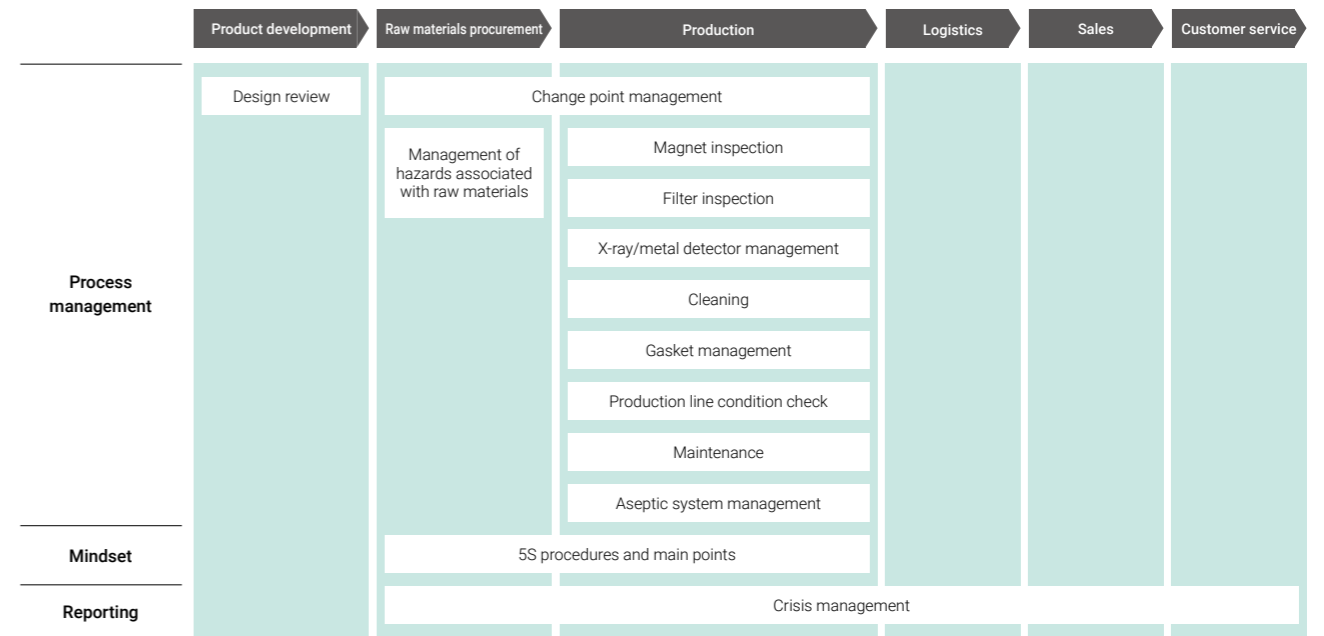 Product development
Raw materials procurement
Production
Logistics
Sales
Customer service
Process
management
Design review
Change point management
Management of
hazards associated
with raw materials
Magnet inspection
Filter inspection
X-ray/metal detector management
Cleaning
Gasket management
Production line condition check
Maintenance
Aseptic system management
Mindset
5S procedures and main points
Reporting
Crisis management